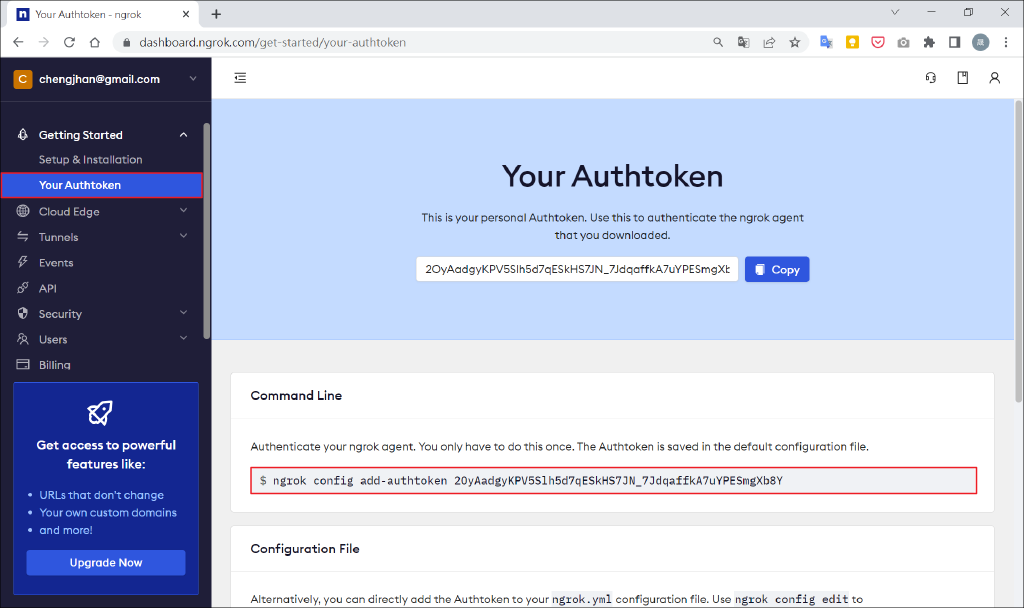 Your Authtoken - ngrok
dashboard.ngrok.com/get-started/your-authtoken
C chengjhan@gmail.com
Getting Started
Setup & Installation
Your Authtoken
Cloud Edge
Tunnels
Events
API
Security
Users
Billing
Get access to powerful
features like:
• URLs that don't change
• Your own custom domains
• and more!
Upgrade Now
Your Authtoken
This is your personal Authtoken. Use this to authenticate the ngrok agent
that you downloaded.
2OyAadgyKPV5Slh5d7qESkHS7JN_7JdqaffkA7uYPESmgXb
Copy
Command Line
Authenticate your ngrok agent. You only have to do this once. The Authtoken is saved in the default configuration file.
$ ngrok config add-authtoken 2OyAadgyKPV5Slh5d7qESkHS7JN_7JdqaffkA7uYPESmgXb8Y
Configuration File
Alternatively, you can directly add the Authtoken to your ngrok.yml configuration file. Use ngrok config edit to